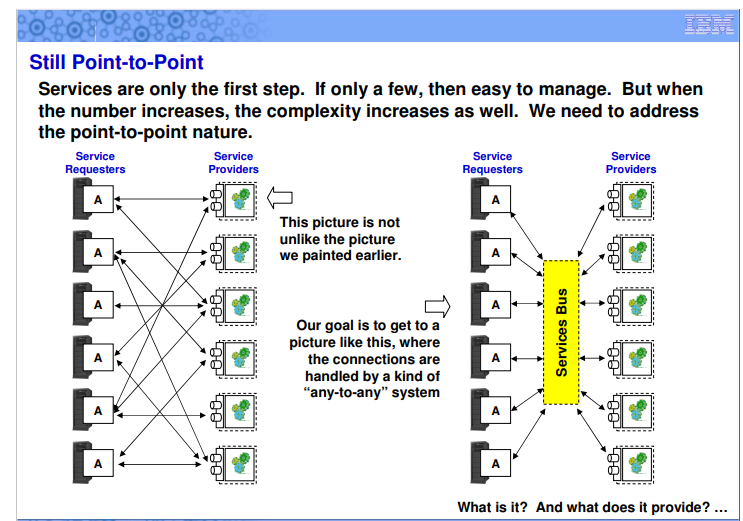 IBM
Still Point-to-Point
Services are only the first step.  If only a few, then easy to manage.  But when
the number increases, the complexity increases as well.  We need to address
the point-to-point nature.
Service
Requesters
Service
Providers
A
A
A
A
A
A
This picture is not
unlike the picture
we painted earlier.
Our goal is to get to a
picture like this, where
the connections are
handled by a kind of
“any-to-any” system
Service
Requesters
Service
Providers
A
A
A
A
A
A
Services Bus
What is it?  And what does it provide? …